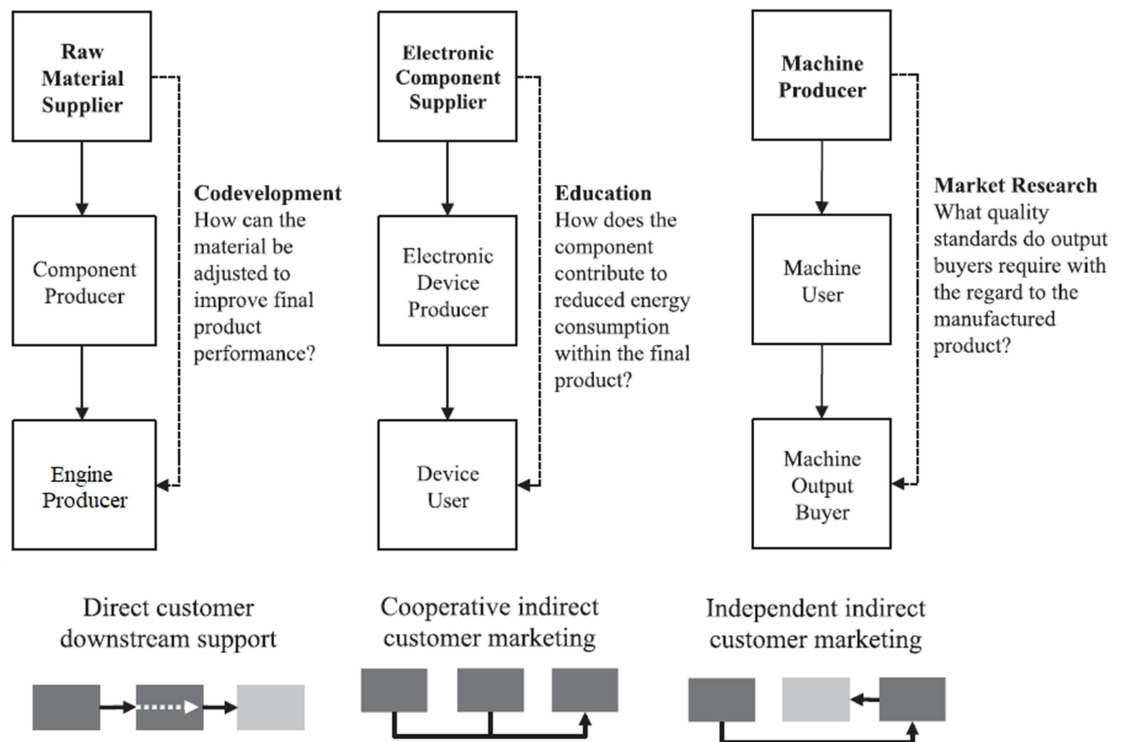 Raw
Material
Supplier
Codevelopment
How can the
material be
adjusted to
improve final
product
performance?
Component
Producer
Engine
Producer
Electronic
Component
Supplier
Education
How does the
component
contribute to
reduced energy
consumption
within the final
product?
Electronic
Device
Producer
Device
User
Machine
Producer
Market Research
What quality
standards do output
buyers require with
the regard to the
manufactured
product?
Machine
User
Machine
Output
Buyer
Direct customer
downstream support
Cooperative indirect
customer marketing
Independent indirect
customer marketing